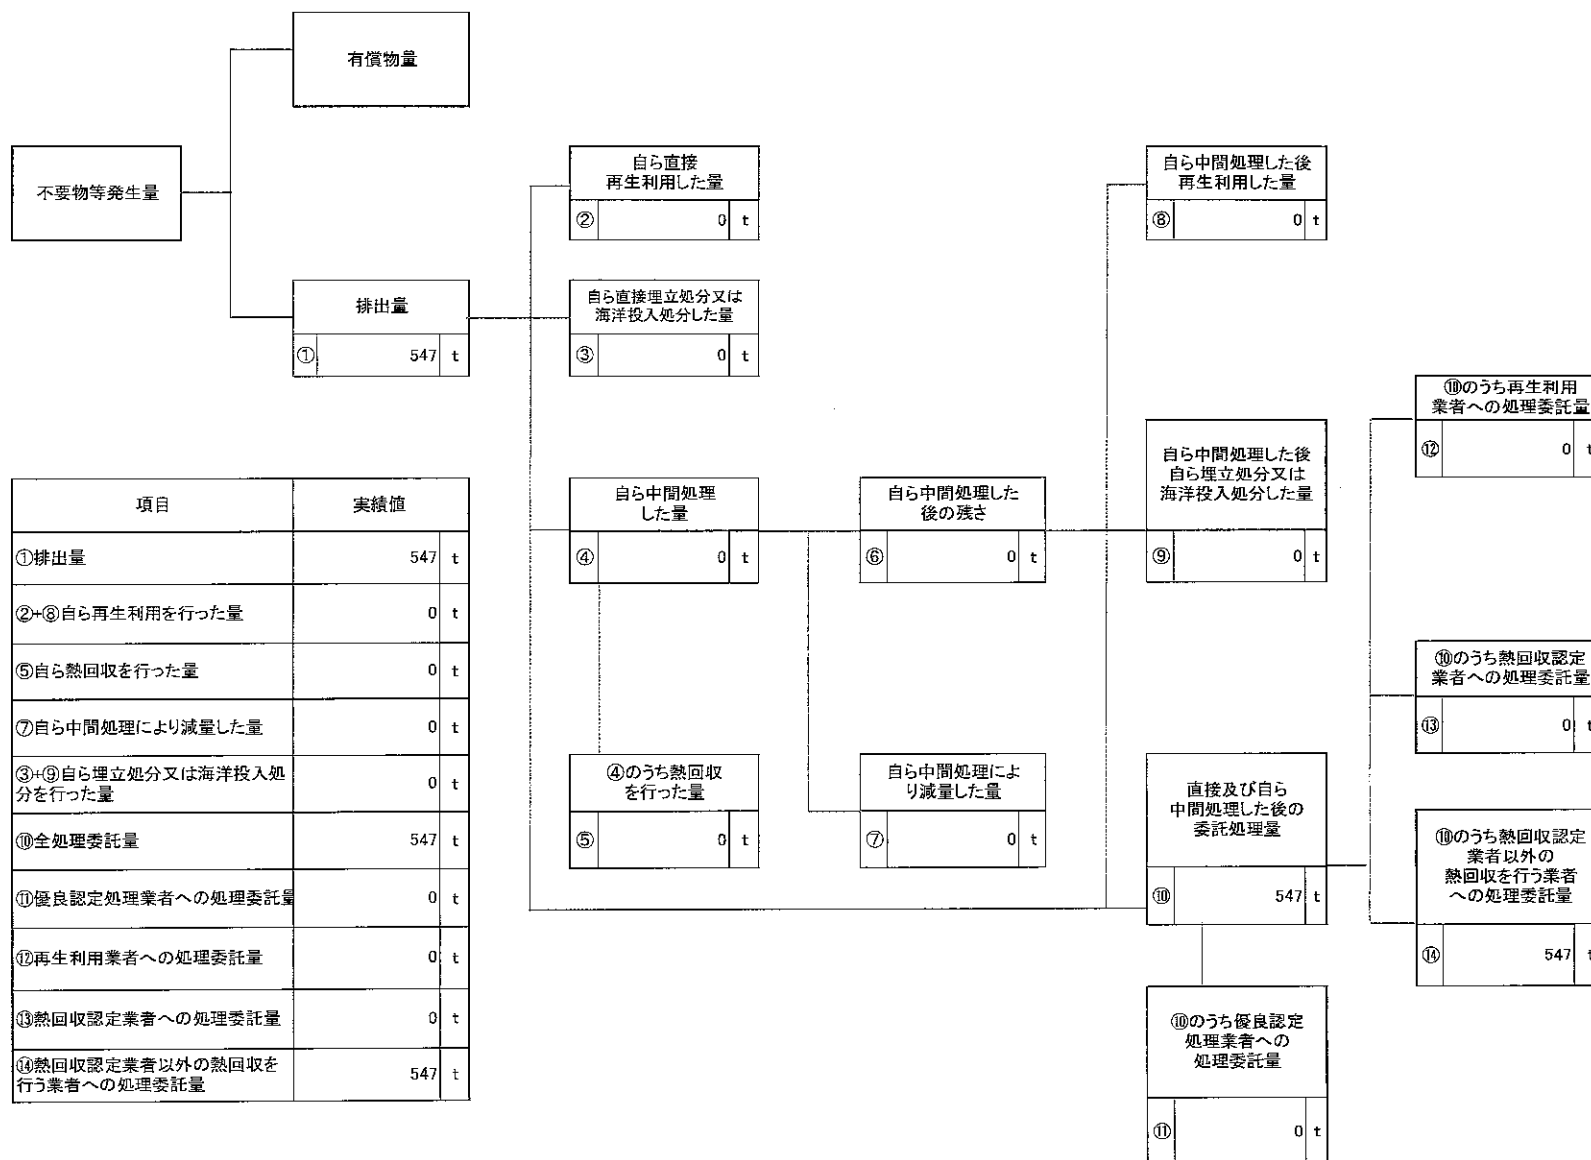 有償物量
不要物等発生量
排出量
① 547 t
自ら直接
再生利用した量
② 0 t
自ら直接埋立処分又は
海洋投入処分した量
③ 0 t
自ら中間処理
した量
④ 0 t
④のうち熱回収
を行った量
⑤ 0 t
自ら中間処理した
後の残さ
⑥ 0 t
自ら中間処理によ
り減量した量
⑦ 0 t
自ら中間処理した後
再生利用した量
⑧ 0 t
自ら中間処理した後
自ら埋立処分又は
海洋投入処分した量
⑨ 0 t
直接及び自ら
中間処理した後の
委託処理量
⑩ 547 t
⑩のうち優良認定
処理業者への
処理委託量
⑪ 0 t
⑩のうち再生利用
業者への処理委託量
⑫ 0 t
⑩のうち熱回収認定
業者への処理委託量
⑬ 0 t
⑩のうち熱回収認定
業者以外の
熱回収を行う業者
への処理委託量
⑭ 547 t
項目 実績値
①排出量 547 t
②+⑧自ら再生利用を行った量 0 t
⑤自ら熱回収を行った量 0 t
⑦自ら中間処理により減量した量 0 t
③+⑨自ら埋立処分又は海洋投入処
分を行った量 0 t
⑩全処理委託量 547 t
⑪優良認定処理業者への処理委託量 0 t
⑫再生利用業者への処理委託量 0 t
⑬熱回収認定業者への処理委託量 0 t
⑭熱回収認定業者以外の熱回収を
行う業者への処理委託量 547 t